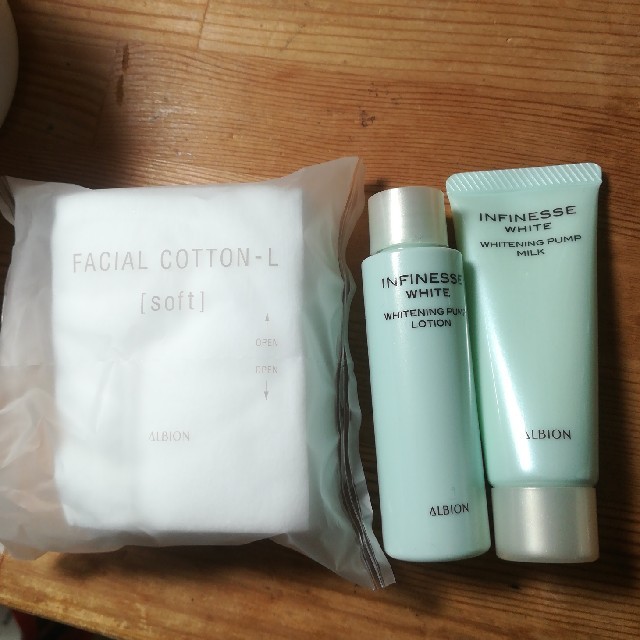 FACIAL COTTON-L
[soft]
OPEN
OPEN
ALBION
INFINESSE
WHITE
WHITENING PUMP
LOTION
ALBION
INFINESSE
WHITE
WHITENING PUMP
MILK
ALBION